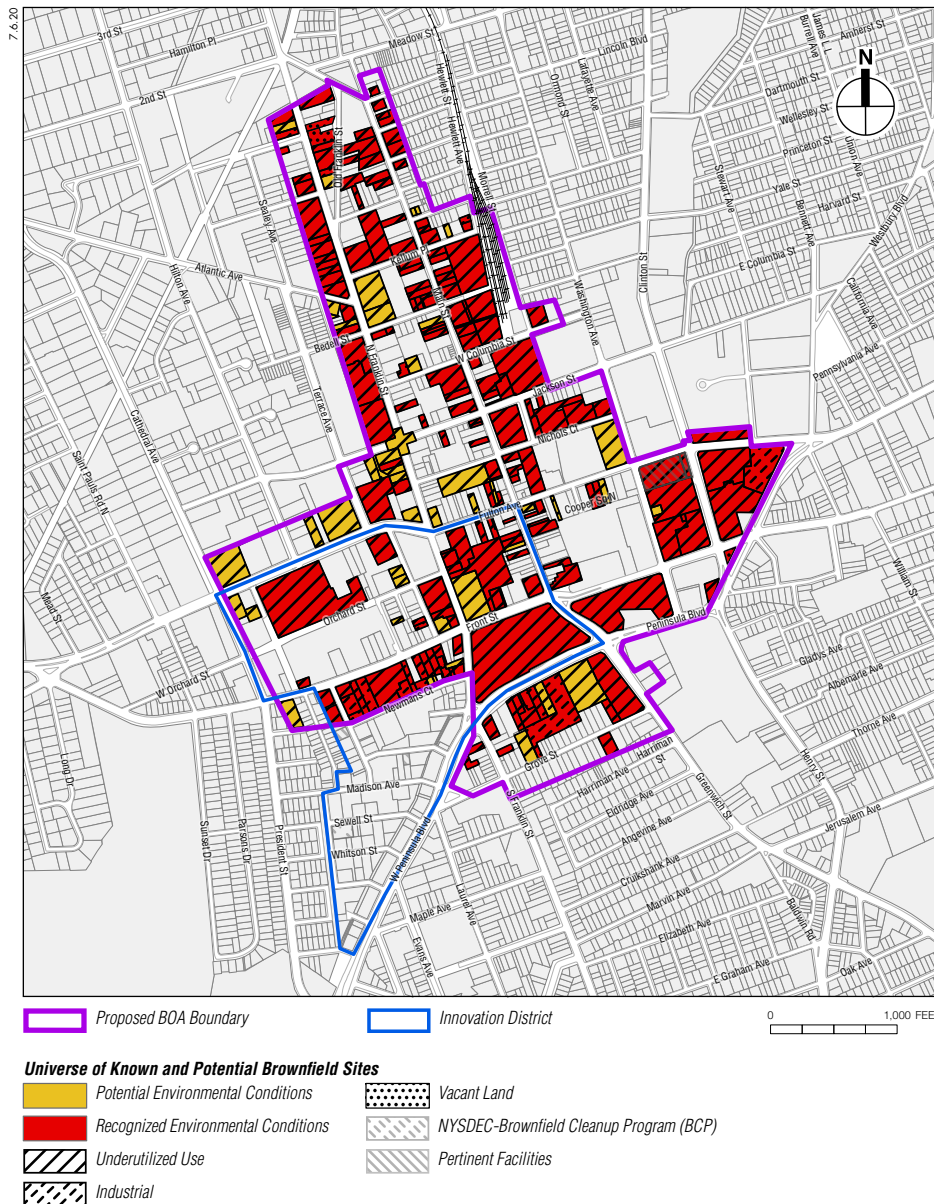 7.6.20
3rd St
Hamilton Pl
2nd St
Meadow St
Hewlett St
Hewlett Ave
Lincoln Blvd
Lafayette Ave
Ormond St
James L L
Burrell Ave
Amherst St
Dartmouth St
Wellesley St
Princeton St
Union Ave
N
Old Franklin St
Sealey Ave
Morrell St
Stewart Ave
Yale St
Bennett Ave
Harvard St
Westbury Blvd
Hilton Ave
Atlantic Ave
Kellum Pl
Main St
Clinton St
E Columbia St
Washington Ave
California Ave
Bedell St
N Franklin St
W Columbia St
Pennsylvania Ave
Terrace Ave
Jackson St
Cathedral Ave
Nichols Ct
Saint Pauls Rd N
Fulton Ave
Cooper Sq N
Mead St
William St
Orchard St
Front St
Peninsula Blvd
Gladys Ave
W Orchard St
Newmans Ct
Albemarle Ave
Thorne Ave
Long Dr
Grove St
Harriman St
Harriman Ave
Henry St
Madison Ave
S Franklin St
Eldridge Ave
Greenwich St
Sewell St
Angevine Ave
Jerusalem Ave
Sunset Dr
Parsons Dr
President St
Whitson St
W Peninsula Blvd
Cruikshank Ave
Laurel Ave
Marvin Ave
Baldwin Rd
Maple Ave
Elizabeth Ave
Evans Ave
E Graham Ave
Oak Ave
Proposed BOA Boundary
Innovation District
0 1,000 FEE
Universe of Known and Potential Brownfield Sites
Potential Environmental Conditions
Vacant Land
Recognized Environmental Conditions
NYSDEC-Brownfield Cleanup Program (BCP)
Underutilized Use
Pertinent Facilities
Industrial